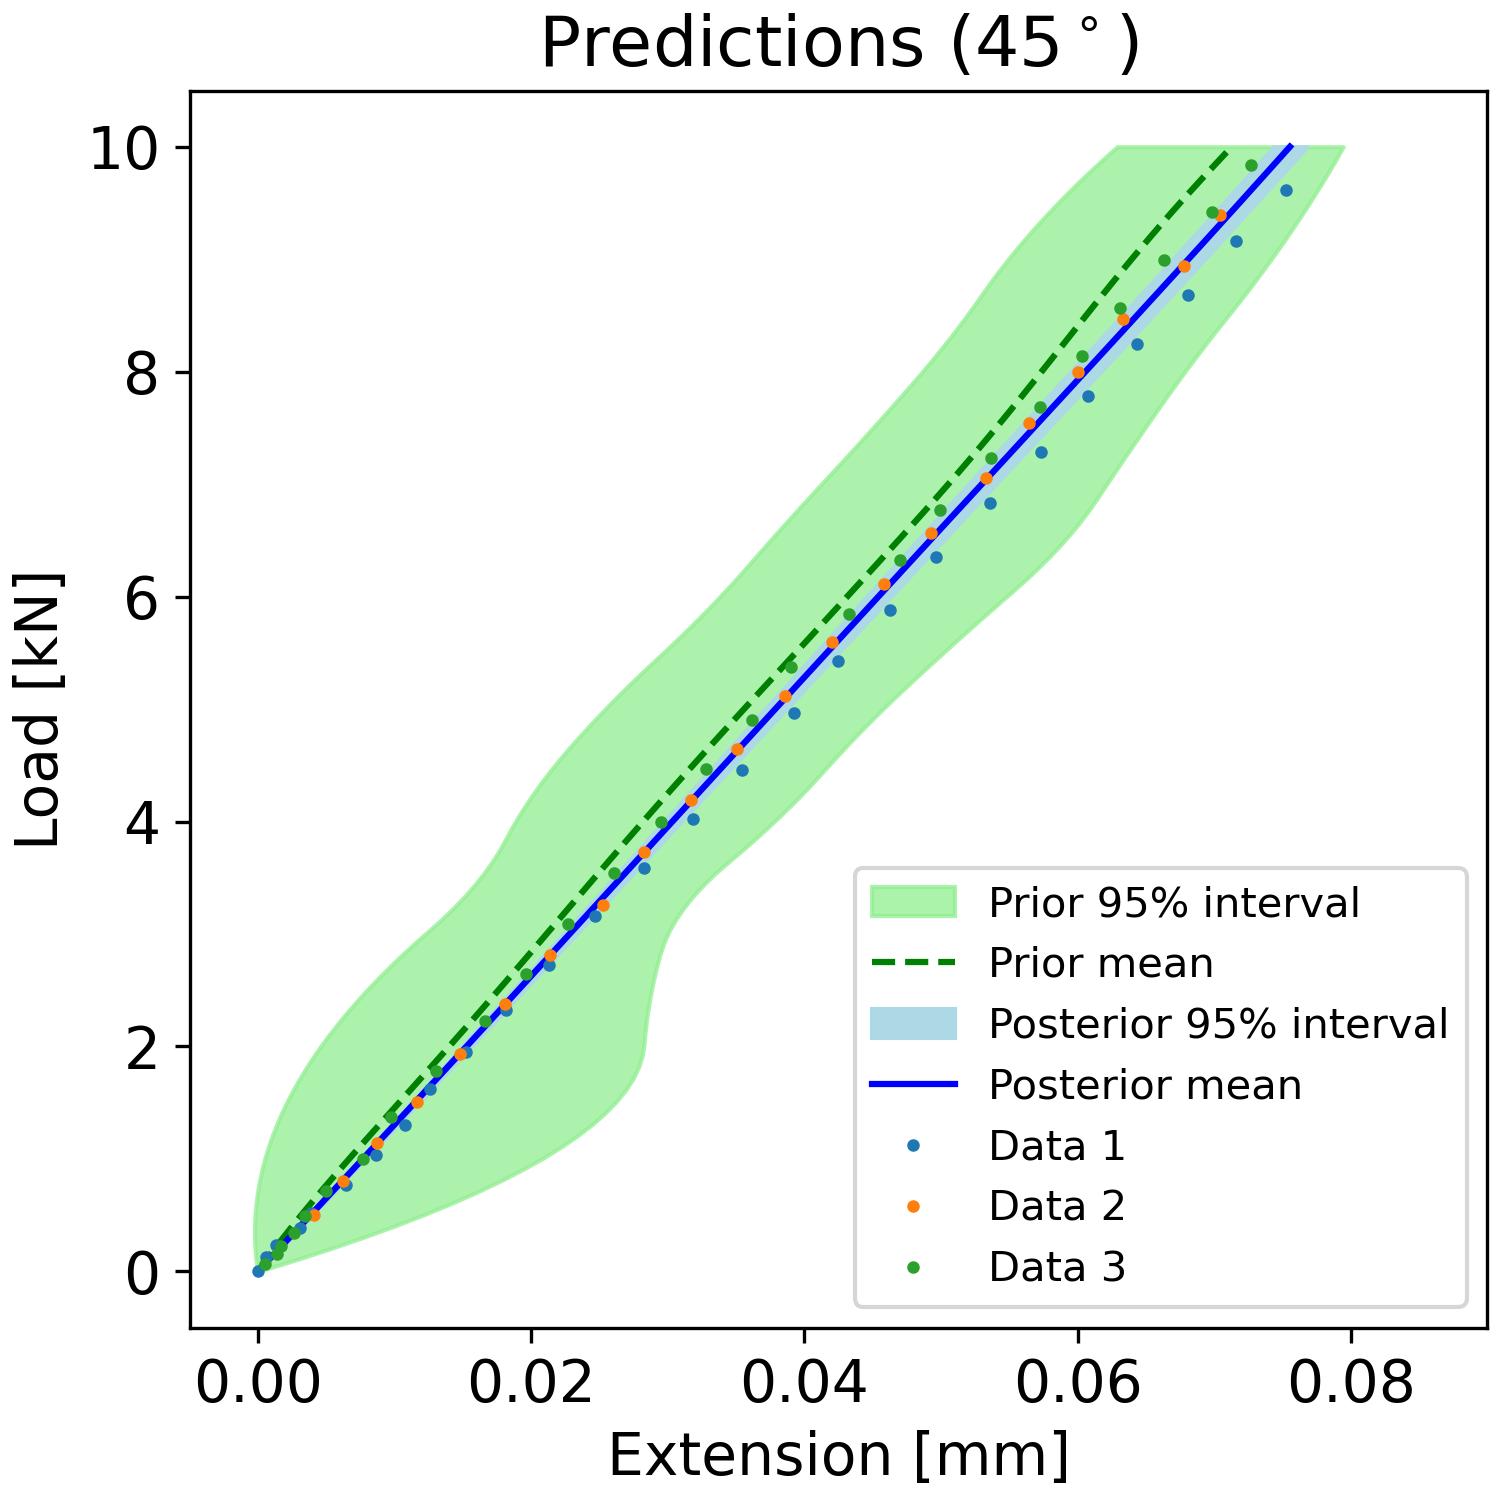 Predictions (45°)
10
8
6
4
2
0
Load [kN]
Prior 95% interval
Prior mean
Posterior 95% interval
Posterior mean
Data 1
Data 2
Data 3
0.00 0.02 0.04 0.06 0.08
Extension [mm]